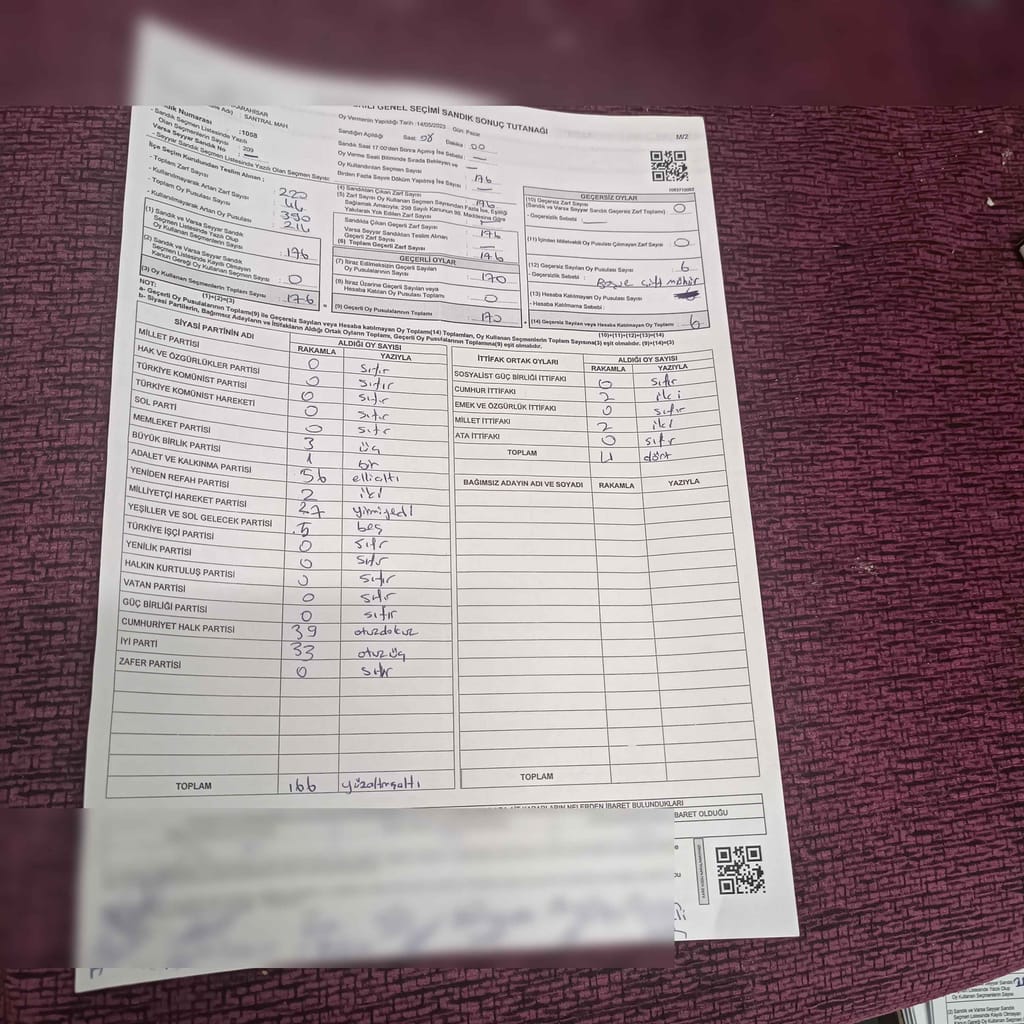 KARAHİSAR
SANTRAL MAH
GENEL SEÇİMİ SANDIK SONUÇ TUTANAĞI
M/2
Oy Vermenin Yapıldığı Tarih :14/05/2023 - Gün: Pazar
Sandığın Açıldığı Saat: 08 Dakika: 00
Sandık Numarası :1058
- Sandık Seçmen Listesinde Yazılı
Olan Seçmenlerin Sayısı : 209
Varsa Seyyar Sandık No : —
- Seyyar Sandık Seçmen Listesinde Yazılı Olan Seçmen Sayısı:
Sandık Saat 17.00'den Sonra Açılmış İse Sebebi : —
Oy Verme Saati Bitiminde Sırada Bekleyen ve
Oy Kullandırılan Seçmen Sayısı : —
Birden Fazla Sayım Döküm Yapılmış İse Sayısı : —
İlçe Seçim Kurulundan Teslim Alınan ;
- Toplam Zarf Sayısı : 220
- Kullanılmayarak Artan Zarf Sayısı : 44
- Toplam Oy Pusulası Sayısı : 390
- Kullanılmayarak Artan Oy Pusulası : 214
(1) Sandık ve Varsa Seyyar Sandık
Seçmen Listesinde Yazılı Olup
Oy Kullanan Seçmenlerin Sayısı : 176
(2) Sandık ve Varsa Seyyar Sandık
Seçmen Listesinde Kayıtlı Olmayan
Kanun Gereği Oy Kullanan Seçmen Sayısı : 0
(3) Oy Kullanan Seçmenlerin Toplam Sayısı : 176
(1)+(2)=(3)
(4) Sandıktan Çıkan Zarf Sayısı : 176
(5) Zarf Sayısı Oy Kullanan Seçmen Sayısından Fazla İse, Eşitliği
Sağlamak Amacıyla, 298 Sayılı Kanunun 98. Maddesine Göre
Yakılarak Yok Edilen Zarf Sayısı : —
Sandıkta Çıkan Geçerli Zarf Sayısı : 176
Varsa Seyyar Sandıktan Teslim Alınan
Geçerli Zarf Sayısı : —
(6) Toplam Geçerli Zarf Sayısı : 176
GEÇERLİ OYLAR
(7) İtiraz Edilmeksizin Geçerli Sayılan
Oy Pusulalarının Sayısı : 170
(8) İtiraz Üzerine Geçerli Sayılan veya
Hesaba Katılan Oy Pusulası Toplamı : 0
(9) Geçerli Oy Pusulalarının Toplamı : 170
GEÇERSİZ OYLAR
(10) Geçersiz Zarf Sayısı
(Sandık ve Varsa Seyyar Sandık Geçersiz Zarf Toplamı) : 0
- Geçersizlik Sebebi :
(11) İçinden Milletvekili Oy Pusulası Çıkmayan Zarf Sayısı : 0
(12) Geçersiz Sayılan Oy Pusulası Sayısı : 6
- Geçersizlik Sebebi : çift mühür
(13) Hesaba Katılmayan Oy Pusulası Sayısı :
- Hesaba Katılmama Sebebi :
(14) Geçersiz Sayılan veya Hesaba Katılmayan Oy Toplamı : 6
(10)+(11)+(12)+(13)=(14)
NOT:
a- Geçerli Oy Pusulalarının Toplamı(9) ile Geçersiz Sayılan veya Hesaba katılmayan Oy Toplamı(14) Toplamları, Oy Kullanan Seçmenlerin Toplam Sayısına(3) eşit olmalıdır. (9)+(14)=(3)
b- Siyasi Partilerin, Bağımsız Adayların ve İttifakların Aldığı Ortak Oyların Toplamı, Geçerli Oy Pusulalarının Toplamına(9) eşit olmalıdır.
SİYASİ PARTİNİN ADI ALDIĞI OY SAYISI
RAKAMLA YAZIYLA
MİLLET PARTİSİ 0 sıfır
HAK VE ÖZGÜRLÜKLER PARTİSİ 0 sıfır
TÜRKİYE KOMÜNİST PARTİSİ 0 sıfır
TÜRKİYE KOMÜNİST HAREKETİ 0 sıfır
SOL PARTİ 0 sıfır
MEMLEKET PARTİSİ 3 üç
BÜYÜK BİRLİK PARTİSİ 1 bir
ADALET VE KALKINMA PARTİSİ 56 ellialtı
YENİDEN REFAH PARTİSİ 2 iki
MİLLİYETÇİ HAREKET PARTİSİ 27 yirmiyedi
YEŞİLLER VE SOL GELECEK PARTİSİ 5 beş
TÜRKİYE İŞÇİ PARTİSİ 0 sıfır
YENİLİK PARTİSİ 0 sıfır
HALKIN KURTULUŞ PARTİSİ 0 sıfır
VATAN PARTİSİ 0 sıfır
GÜÇ BİRLİĞİ PARTİSİ 0 sıfır
CUMHURİYET HALK PARTİSİ 39 otuzdokuz
İYİ PARTİ 33 otuzüç
ZAFER PARTİSİ 0 sıfır
TOPLAM 166 yüzaltmışaltı
İTTİFAK ORTAK OYLARI ALDIĞI OY SAYISI
RAKAMLA YAZIYLA
SOSYALİST GÜÇ BİRLİĞİ İTTİFAKI 0 sıfır
CUMHUR İTTİFAKI 2 iki
EMEK VE ÖZGÜRLÜK İTTİFAKI 0 sıfır
MİLLET İTTİFAKI 2 iki
ATA İTTİFAKI 0 sıfır
TOPLAM 4 dört
BAĞIMSIZ ADAYIN ADI VE SOYADI RAKAMLA YAZIYLA
TOPLAM
KARARLARIN NELERDEN İBARET BULUNDUKLARI
İBARET OLDUĞU